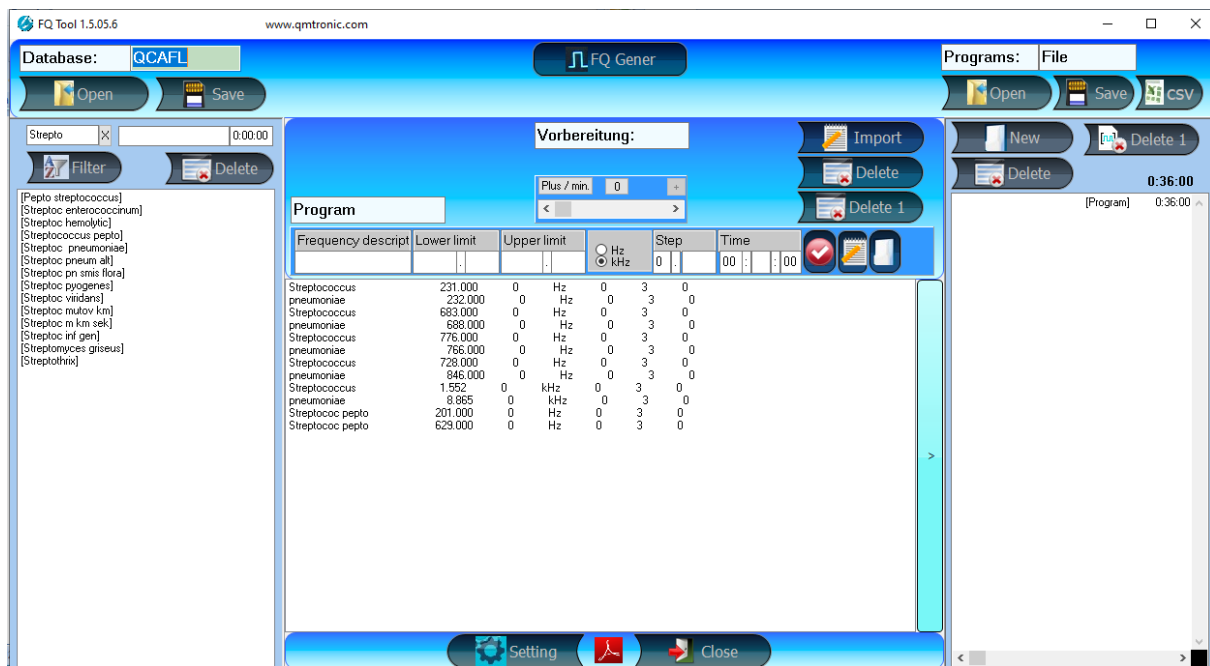 FQ Tool 1.5.05.6 www.qmtronic.com
Database: QCAFL
FQ Gener
Programs: File
Open Save
Open Save CSV
Strepto X 0:00:00
Filter Delete
[Pepto streptococcus]
[Streptoc enterococcinum]
[Streptoc hemolytic]
[Streptococcus pepto]
[Streptoc pneumoniae]
[Streptoc pneum alt]
[Streptoc pn smis flora]
[Streptoc pyogenes]
[Streptoc viridans]
[Streptoc mutov km]
[Streptoc m km sek]
[Streptoc inf gen]
[Streptomyces griseus]
[Streptothrix]
Vorbereitung:
Import
Delete
Delete 1
Plus / min. 0 +
< >
Program
Frequency descript Lower limit Upper limit Hz kHz Step Time
. . 0 . 00 : : 00
Streptococcus 231.000 0 Hz 0 3 0
pneumoniae 232.000 0 Hz 0 3 0
Streptococcus 683.000 0 Hz 0 3 0
pneumoniae 688.000 0 Hz 0 3 0
Streptococcus 776.000 0 Hz 0 3 0
pneumoniae 766.000 0 Hz 0 3 0
Streptococcus 728.000 0 Hz 0 3 0
pneumoniae 846.000 0 Hz 0 3 0
Streptococcus 1.552 0 kHz 0 3 0
pneumoniae 8.865 0 kHz 0 3 0
Streptococ pepto 201.000 0 Hz 0 3 0
Streptococ pepto 629.000 0 Hz 0 3 0
>
New Delete 1
Delete 0:36:00
[Program] 0:36:00
Setting Close
< >